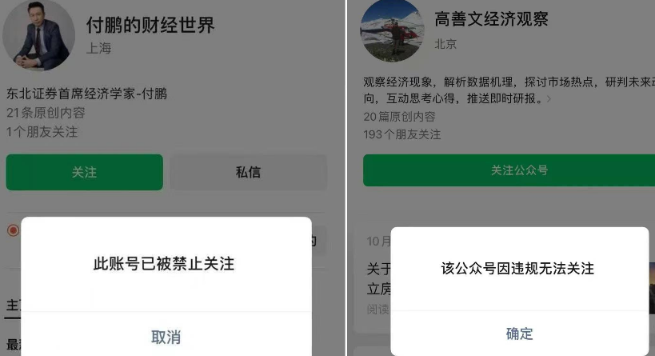 付鹏的财经世界
上海
东北证券首席经济学家-付鹏
21条原创内容
1个朋友关注
关注
私信
此账号已被禁止关注
取消
高善文经济观察
北京
观察经济现象，解析数据机理，探讨市场热点，研判未来
向，互动思考心得，推送即时研报。
20篇原创内容
193个朋友关注
关注公众号
10月
关于
立房
阅读
该公众号因违规无法关注
确定